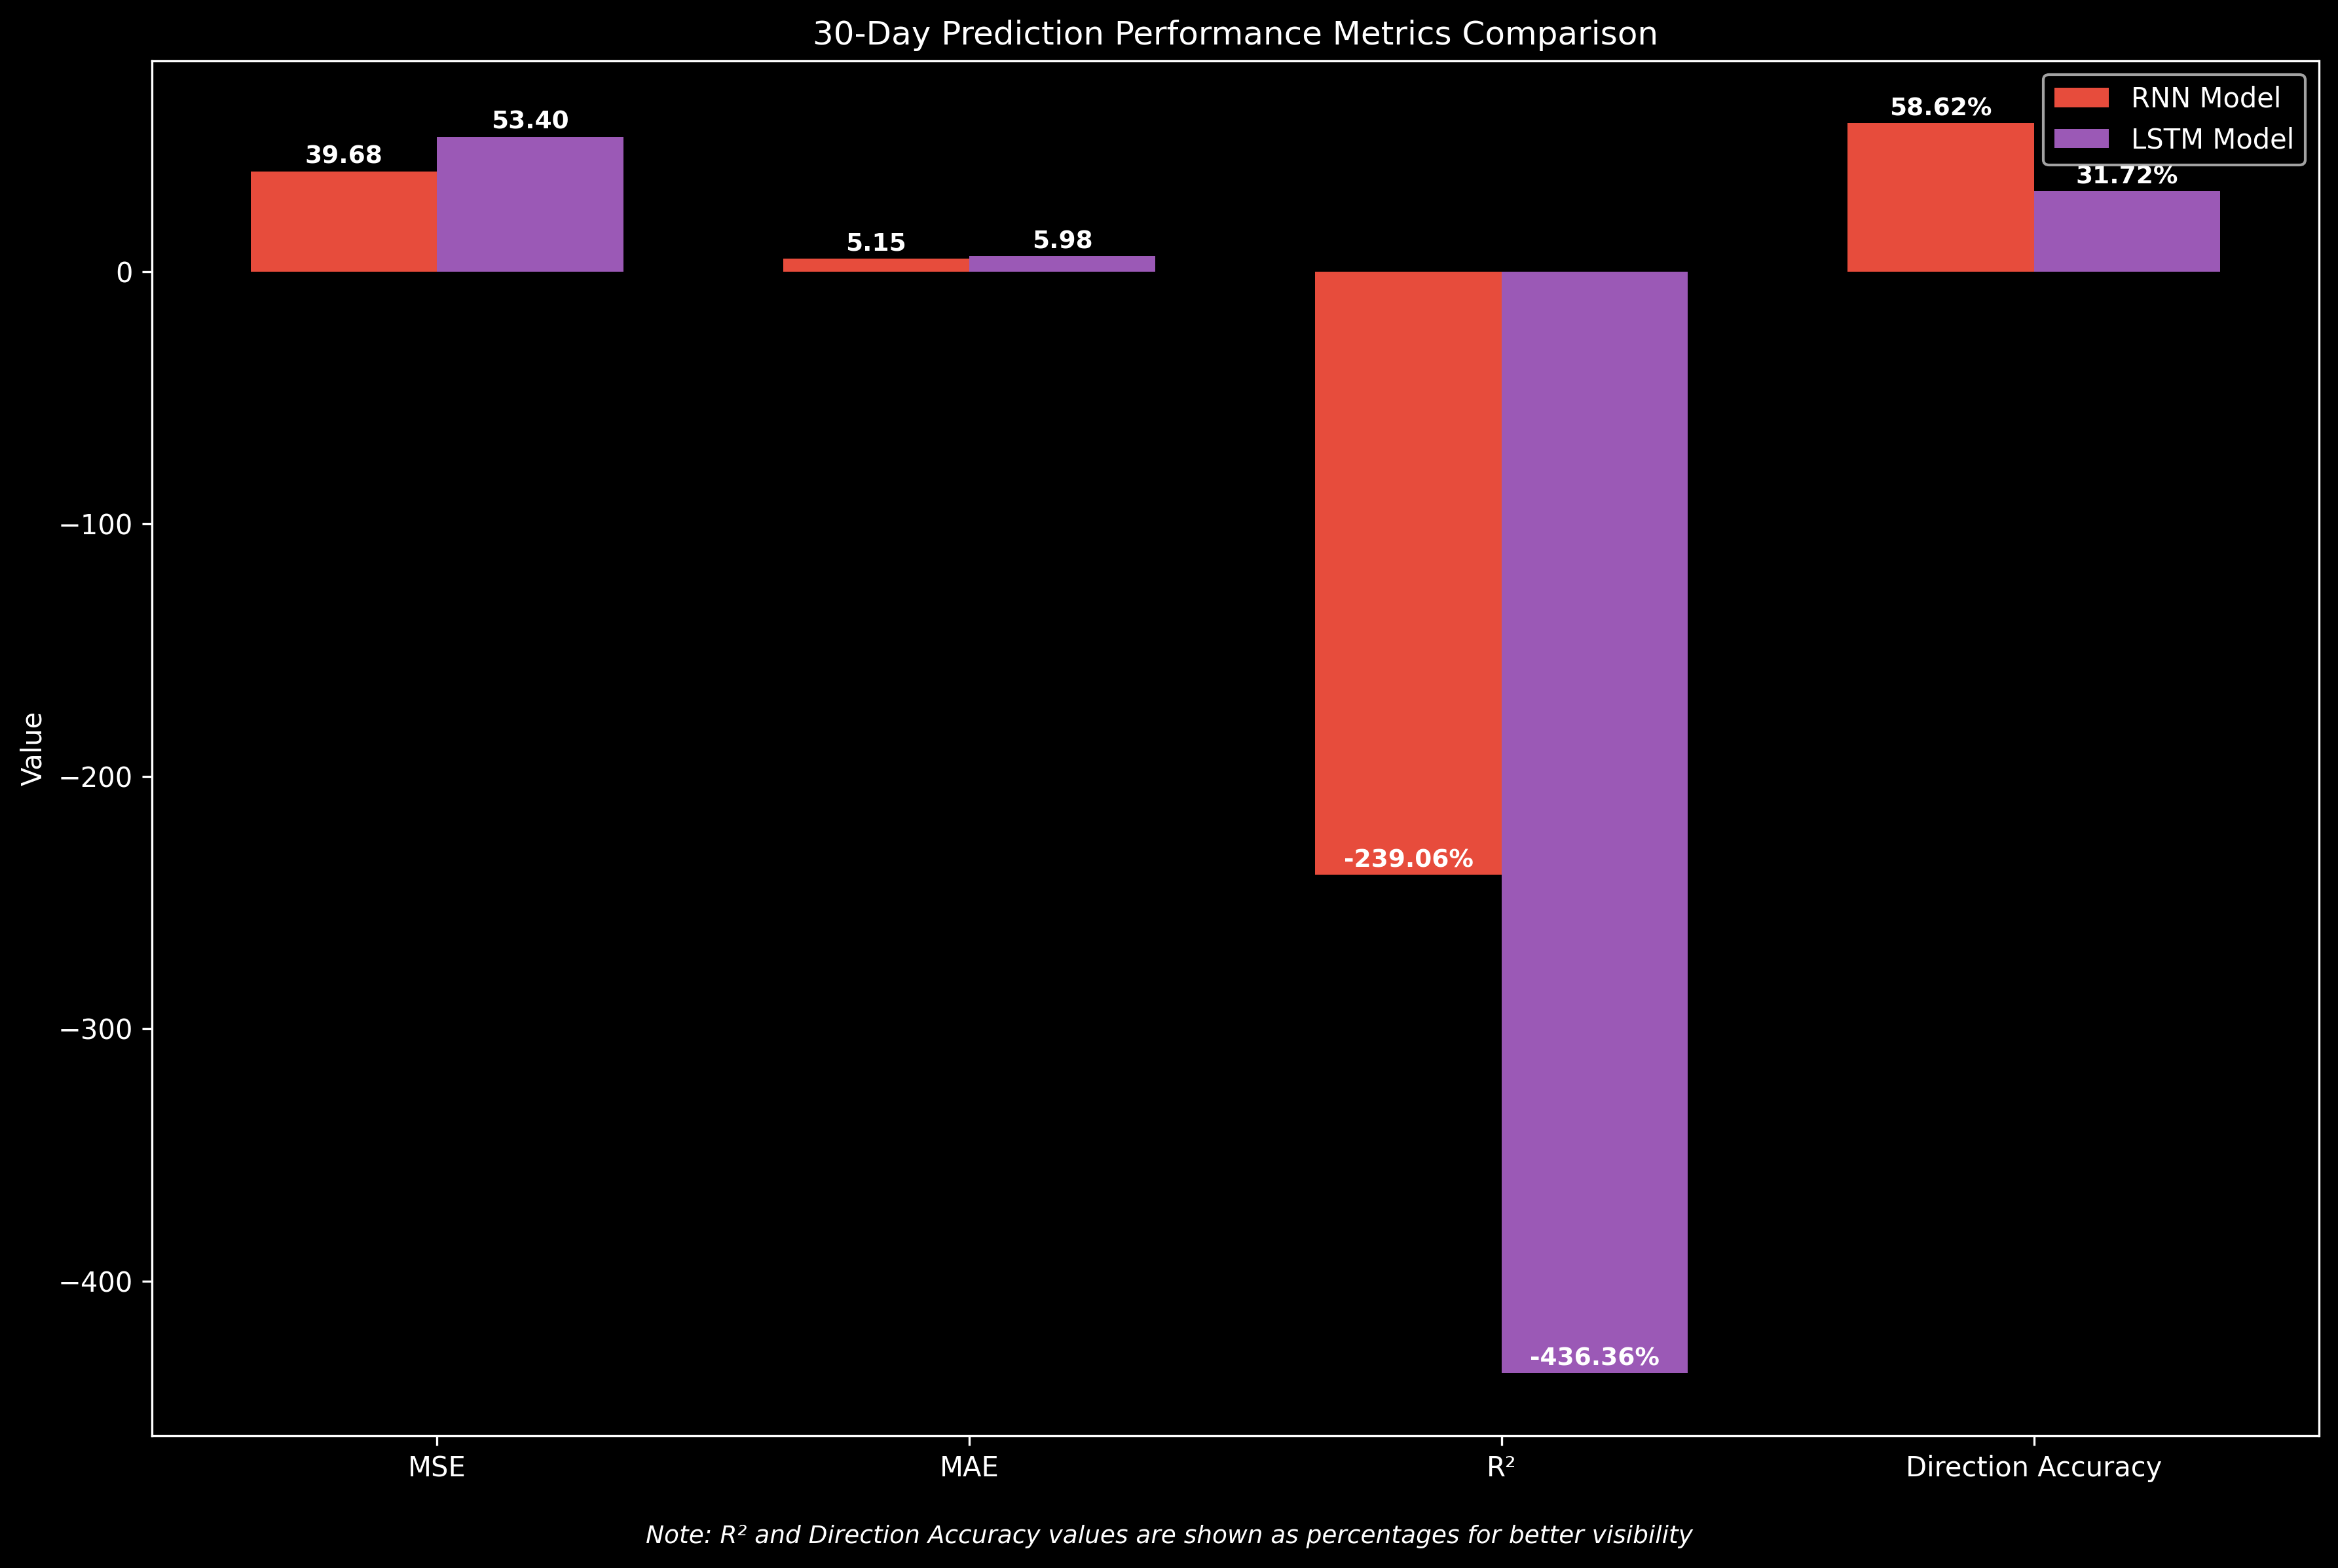 30-Day Prediction Performance Metrics Comparison
RNN Model
LSTM Model
58.62%
31.72%
53.40
39.68
5.15
5.98
0
−100
−200
−300
−400
Value
-239.06%
-436.36%
MSE
MAE
R²
Direction Accuracy
Note: R² and Direction Accuracy values are shown as percentages for better visibility